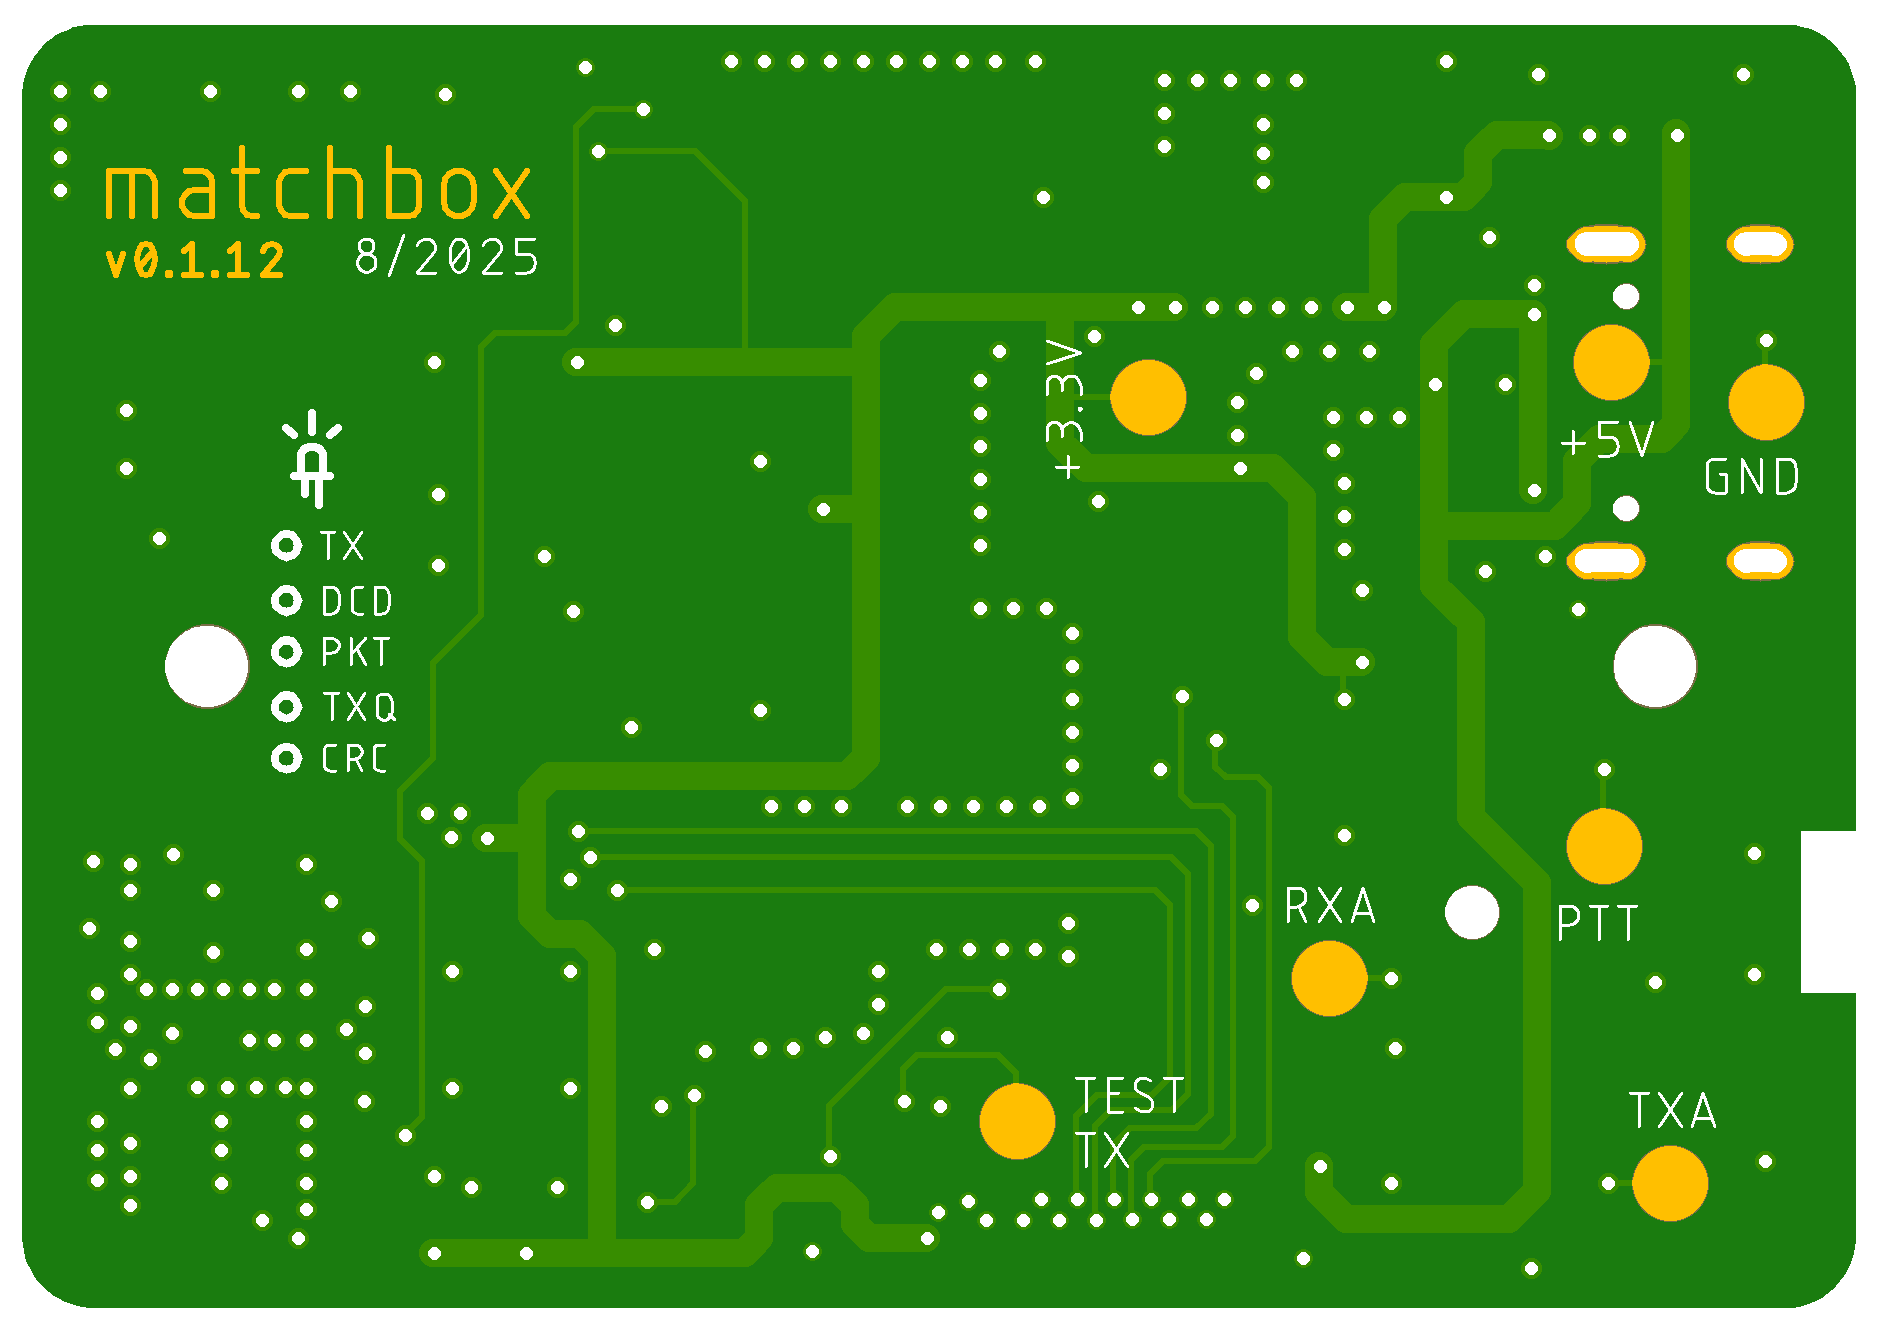 matchbox
v0.1.12 8/2025
+3.3V
+5V
GND
TX
DCD
PKT
TXQ
CRC
RXA
PTT
TEST
TX
TXA